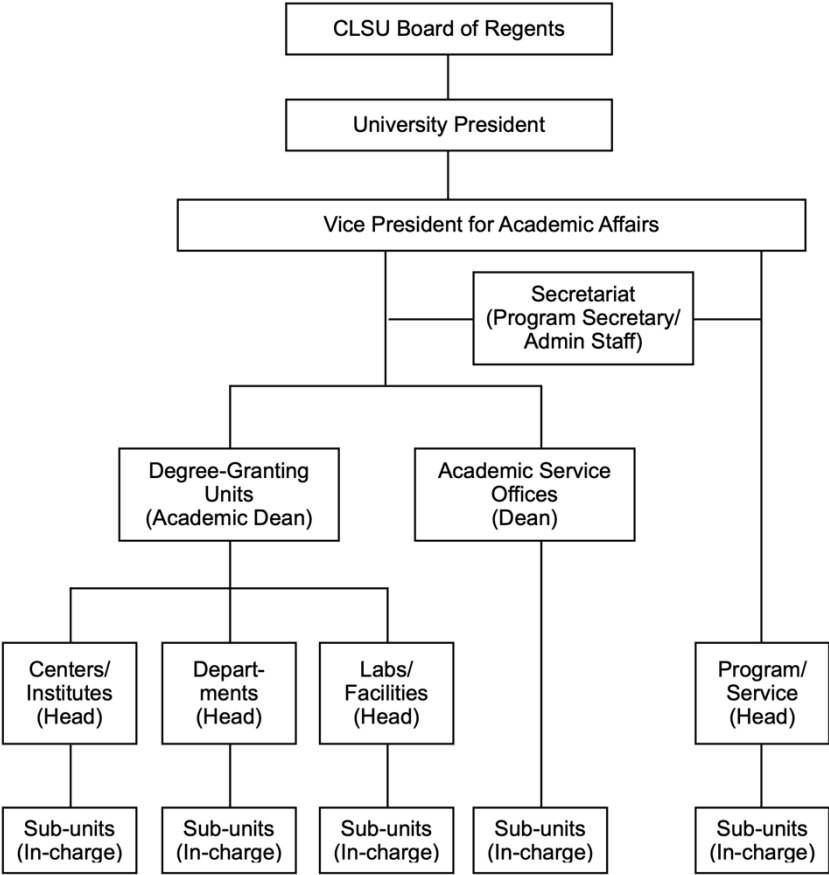 CLSU Board of Regents
University President
Vice President for Academic Affairs
Secretariat
(Program Secretary/
Admin Staff)
Degree-Granting
Units
(Academic Dean)
Academic Service
Offices
(Dean)
Centers/
Institutes
(Head)
Depart-
ments
(Head)
Labs/
Facilities
(Head)
Program/
Service
(Head)
Sub-units
(In-charge)
Sub-units
(In-charge)
Sub-units
(In-charge)
Sub-units
(In-charge)
Sub-units
(In-charge)